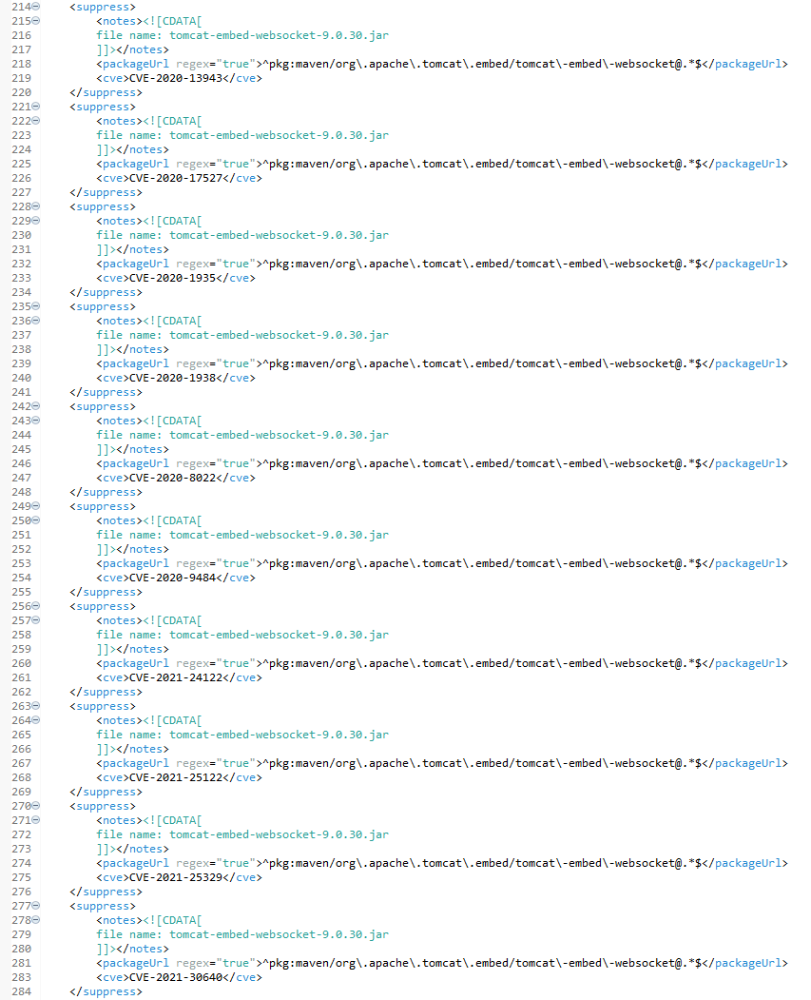 214 <suppress>
215 <notes><![CDATA[
216 file name: tomcat-embed-websocket-9.0.30.jar
217 ]]></notes>
218 <packageUrl regex="true">^pkg:maven/org\.apache\.tomcat\.embed/tomcat\-embed\-websocket@.*$</packageUrl>
219 <cve>CVE-2020-13943</cve>
220 </suppress>
221 <suppress>
222 <notes><![CDATA[
223 file name: tomcat-embed-websocket-9.0.30.jar
224 ]]></notes>
225 <packageUrl regex="true">^pkg:maven/org\.apache\.tomcat\.embed/tomcat\-embed\-websocket@.*$</packageUrl>
226 <cve>CVE-2020-17527</cve>
227 </suppress>
228 <suppress>
229 <notes><![CDATA[
230 file name: tomcat-embed-websocket-9.0.30.jar
231 ]]></notes>
232 <packageUrl regex="true">^pkg:maven/org\.apache\.tomcat\.embed/tomcat\-embed\-websocket@.*$</packageUrl>
233 <cve>CVE-2020-1935</cve>
234 </suppress>
235 <suppress>
236 <notes><![CDATA[
237 file name: tomcat-embed-websocket-9.0.30.jar
238 ]]></notes>
239 <packageUrl regex="true">^pkg:maven/org\.apache\.tomcat\.embed/tomcat\-embed\-websocket@.*$</packageUrl>
240 <cve>CVE-2020-1938</cve>
241 </suppress>
242 <suppress>
243 <notes><![CDATA[
244 file name: tomcat-embed-websocket-9.0.30.jar
245 ]]></notes>
246 <packageUrl regex="true">^pkg:maven/org\.apache\.tomcat\.embed/tomcat\-embed\-websocket@.*$</packageUrl>
247 <cve>CVE-2020-8022</cve>
248 </suppress>
249 <suppress>
250 <notes><![CDATA[
251 file name: tomcat-embed-websocket-9.0.30.jar
252 ]]></notes>
253 <packageUrl regex="true">^pkg:maven/org\.apache\.tomcat\.embed/tomcat\-embed\-websocket@.*$</packageUrl>
254 <cve>CVE-2020-9484</cve>
255 </suppress>
256 <suppress>
257 <notes><![CDATA[
258 file name: tomcat-embed-websocket-9.0.30.jar
259 ]]></notes>
260 <packageUrl regex="true">^pkg:maven/org\.apache\.tomcat\.embed/tomcat\-embed\-websocket@.*$</packageUrl>
261 <cve>CVE-2021-24122</cve>
262 </suppress>
263 <suppress>
264 <notes><![CDATA[
265 file name: tomcat-embed-websocket-9.0.30.jar
266 ]]></notes>
267 <packageUrl regex="true">^pkg:maven/org\.apache\.tomcat\.embed/tomcat\-embed\-websocket@.*$</packageUrl>
268 <cve>CVE-2021-25122</cve>
269 </suppress>
270 <suppress>
271 <notes><![CDATA[
272 file name: tomcat-embed-websocket-9.0.30.jar
273 ]]></notes>
274 <packageUrl regex="true">^pkg:maven/org\.apache\.tomcat\.embed/tomcat\-embed\-websocket@.*$</packageUrl>
275 <cve>CVE-2021-25329</cve>
276 </suppress>
277 <suppress>
278 <notes><![CDATA[
279 file name: tomcat-embed-websocket-9.0.30.jar
280 ]]></notes>
281 <packageUrl regex="true">^pkg:maven/org\.apache\.tomcat\.embed/tomcat\-embed\-websocket@.*$</packageUrl>
283 <cve>CVE-2021-30640</cve>
284 </suppress>